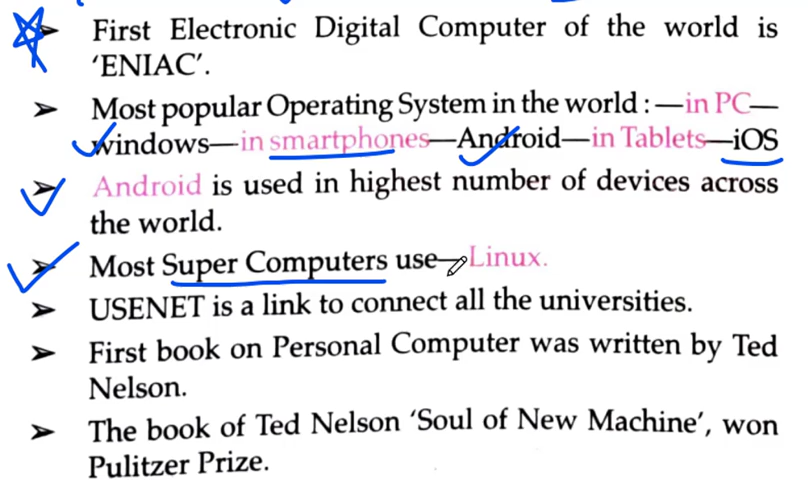 ➢ First Electronic Digital Computer of the world is
'ENIAC'.
➢ Most popular Operating System in the world :—in PC—
windows—in smartphones—Android—in Tablets—iOS
➢ Android is used in highest number of devices across
the world.
➢ Most Super Computers use—Linux.
➢ USENET is a link to connect all the universities.
➢ First book on Personal Computer was written by Ted
Nelson.
➢ The book of Ted Nelson 'Soul of New Machine', won
Pulitzer Prize.